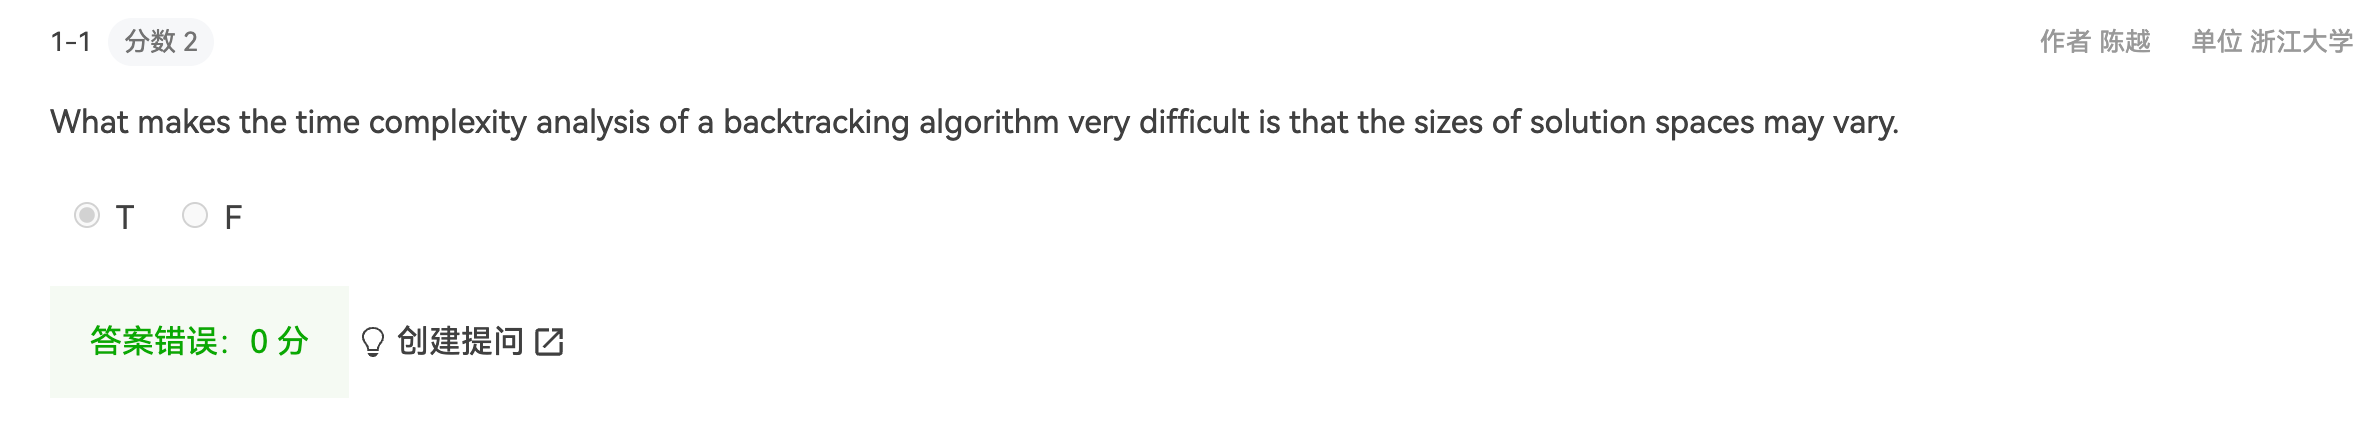 1-1 分数 2 作者 陈越 单位 浙江大学
What makes the time complexity analysis of a backtracking algorithm very difficult is that the sizes of solution spaces may vary.
T F
答案错误：0 分 创建提问